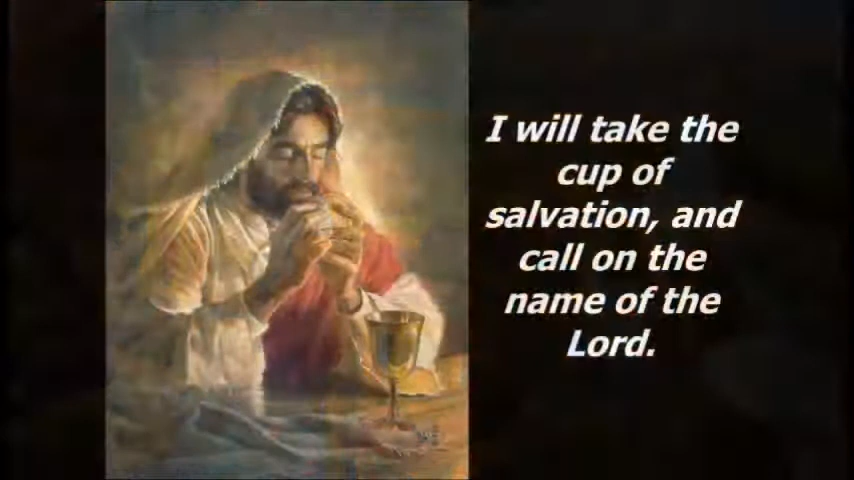 I will take the
cup of
salvation, and
call on the
name of the
Lord.